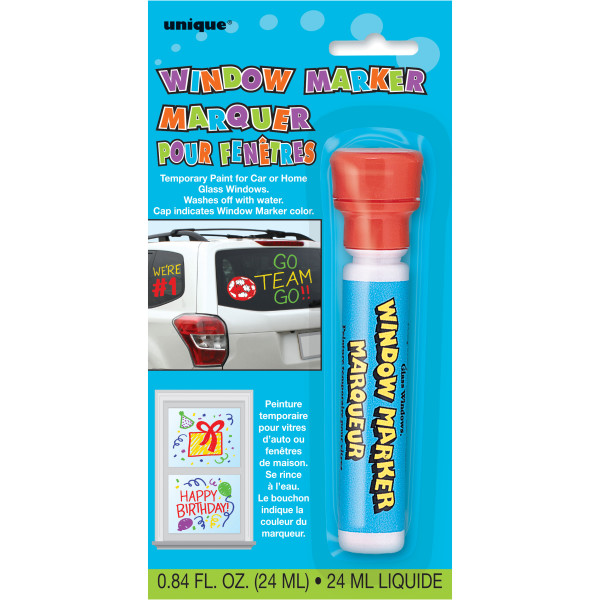 unique®
WINDOW MARKER
MARQUER
POUR FENÊTRES
Temporary Paint for Car or Home
Glass Windows.
Washes off with water.
Cap indicates Window Marker color.
WE'RE
#1
GO
TEAM
GO!!
Peinture
temporaire
pour vitres
d'auto ou
fenêtres
de maison.
Se rince
à l'eau.
Le bouchon
indique la
couleur du
marqueur.
HAPPY
BIRTHDAY!
Glass Windows.
WINDOW MARKER
MARQUEUR
0.84 FL. OZ. (24 ML) • 24 ML LIQUIDE